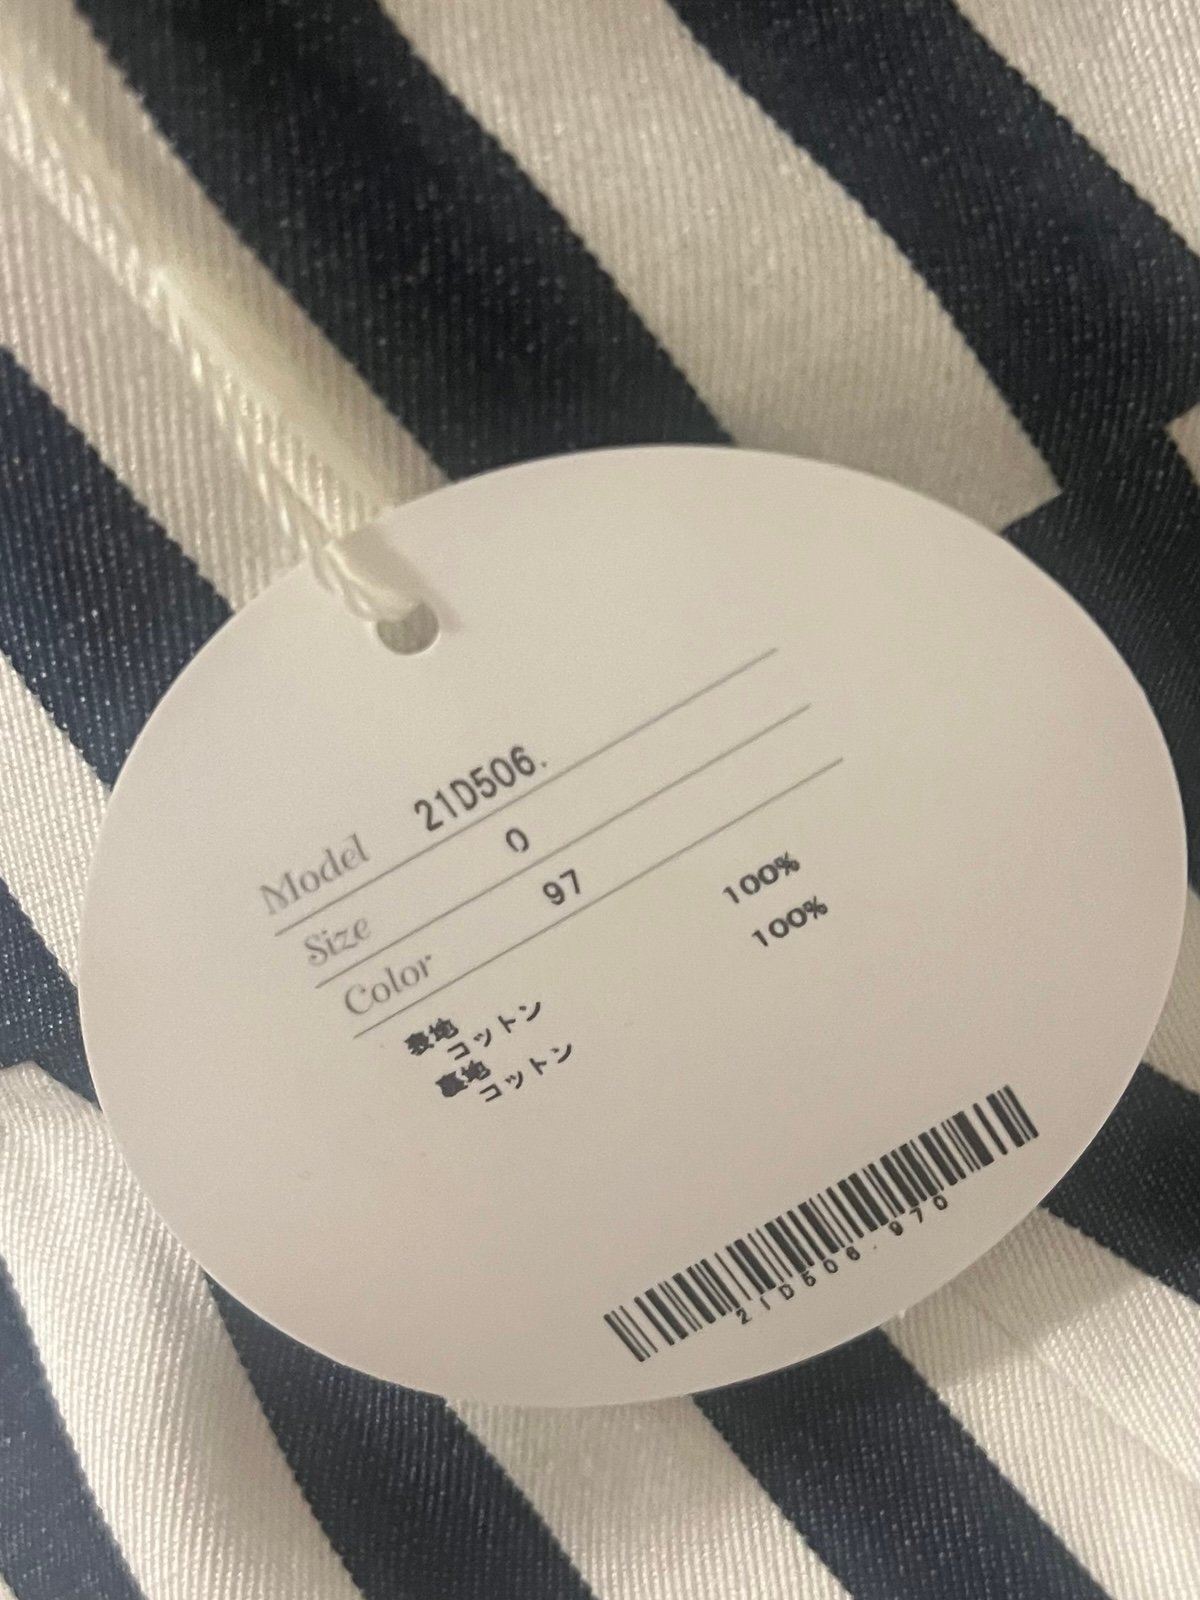 Model 21D506.
Size 0
Color 97
表地
コットン 100%
裏地
コットン 100%
21D506.970